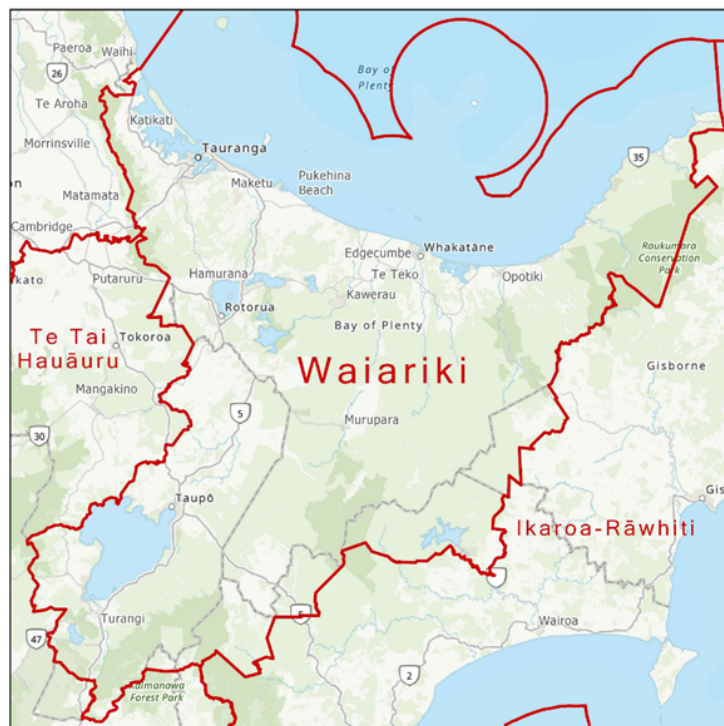 Bay of
Plenty
Paeroa
Waihi
26
Te Aroha
Katikati
Morrinsville
Tauranga
35
Pukehina
Beach
Maketu
Matamata
on
Cambridge
Edgecumbe
Whakatāne
Raukumara
Conservation
Park
Te Teko
Opotiki
Hamurana
ikato
Putaruru
Kawerau
Rotorua
Bay of Plenty
Te Tai
Hauāuru
Tokoroa
Waiariki
Gisborne
Mangakino
5
Murupara
30
Taupō
Gis
Ikaroa-Rāwhiti
5
Turangi
Wairoa
47
2
Kaimanawa
Forest Park